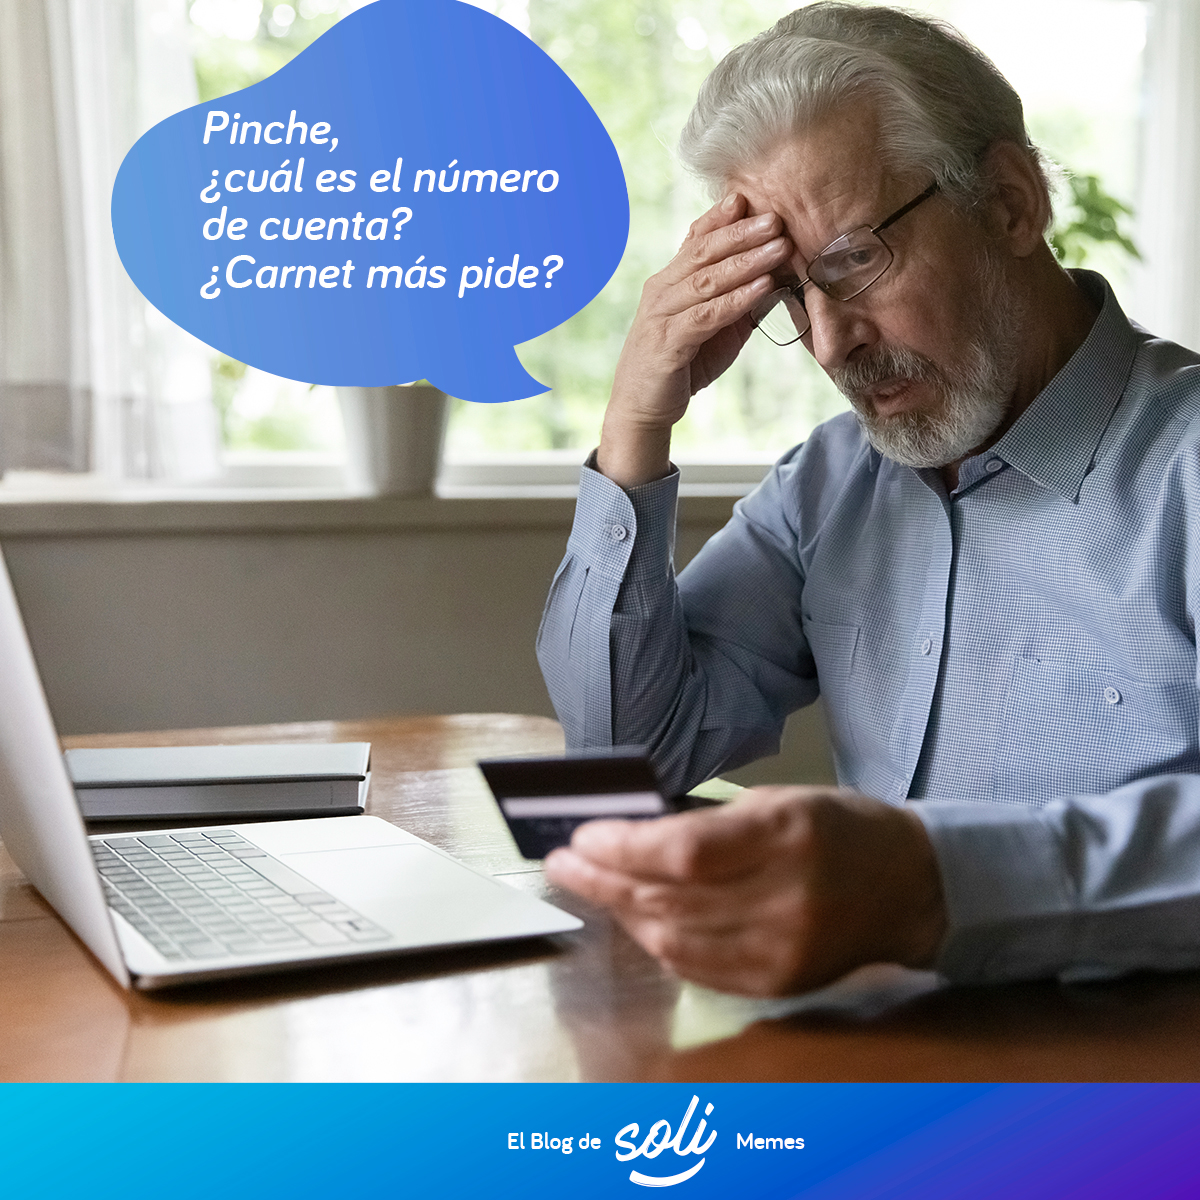 Pinche,
¿cuál es el número
de cuenta?
¿Carnet más pide?
El Blog de soli Memes